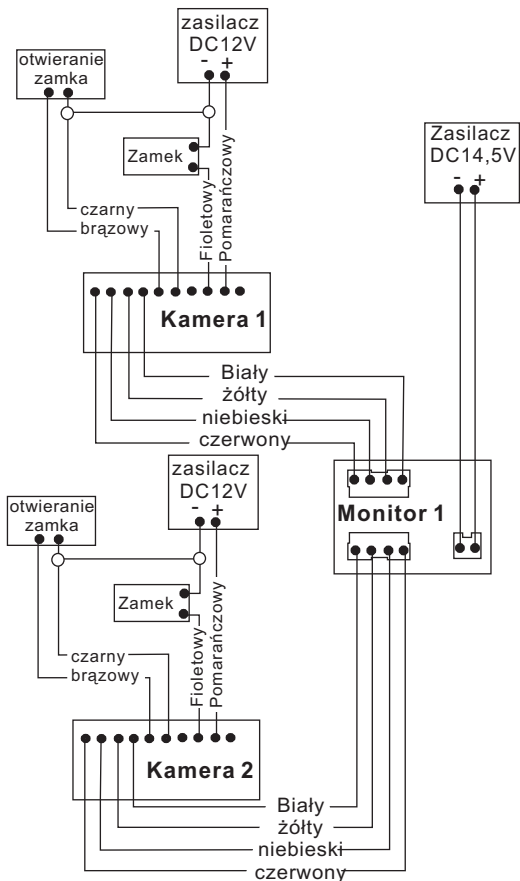 zasilacz
DC12V
- +
otwieranie
zamka
Zamek
czarny
brązowy
Fioletowy
Pomarańczowy
Kamera 1
Zasilacz
DC14,5V
- +
Biały
żółty
niebieski
czerwony
Monitor 1
zasilacz
DC12V
- +
otwieranie
zamka
Zamek
czarny
brązowy
Fioletowy
Pomarańczowy
Kamera 2
Biały
żółty
niebieski
czerwony